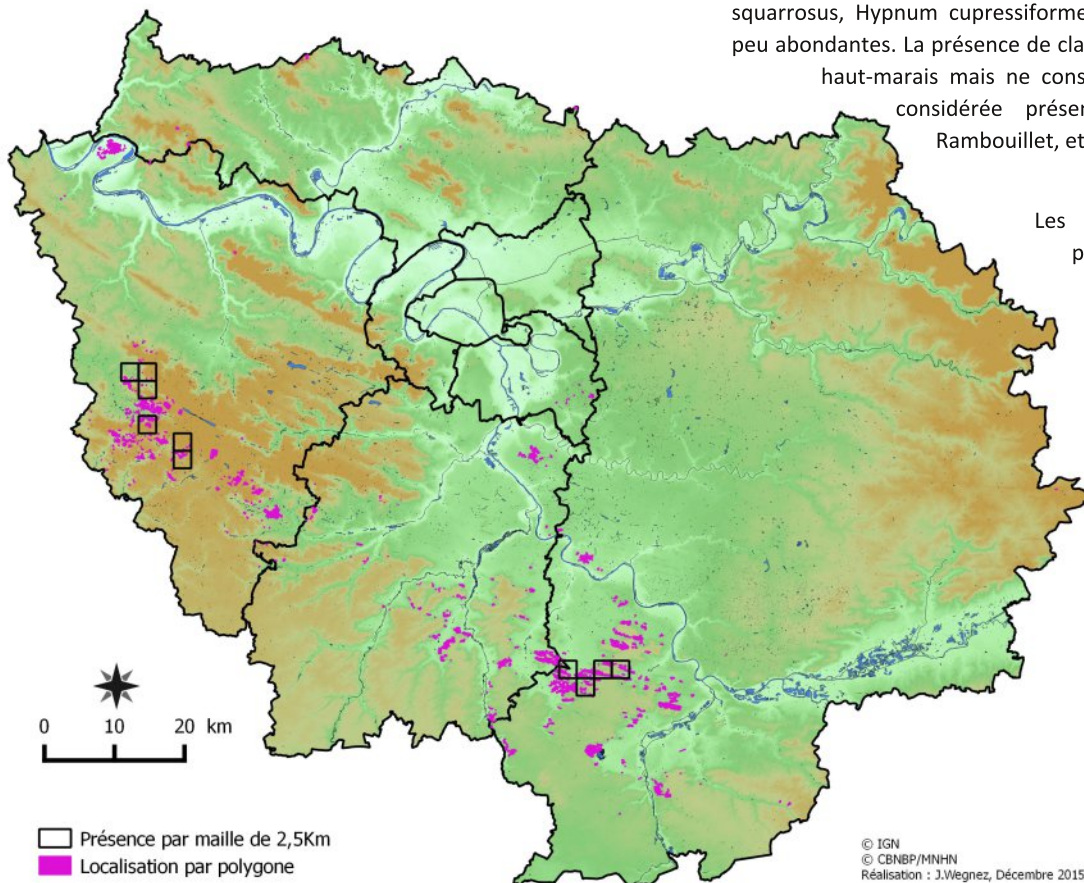 squarrosus, Hypnum cupressiforme
peu abondantes. La présence de cla
haut-marais mais ne cons
considérée préser
Rambouillet, et
Les
p
0 10 20 km
Présence par maille de 2,5Km
Localisation par polygone
© IGN
© CBNBP/MNHN
Réalisation : J.Wegnez, Décembre 2015